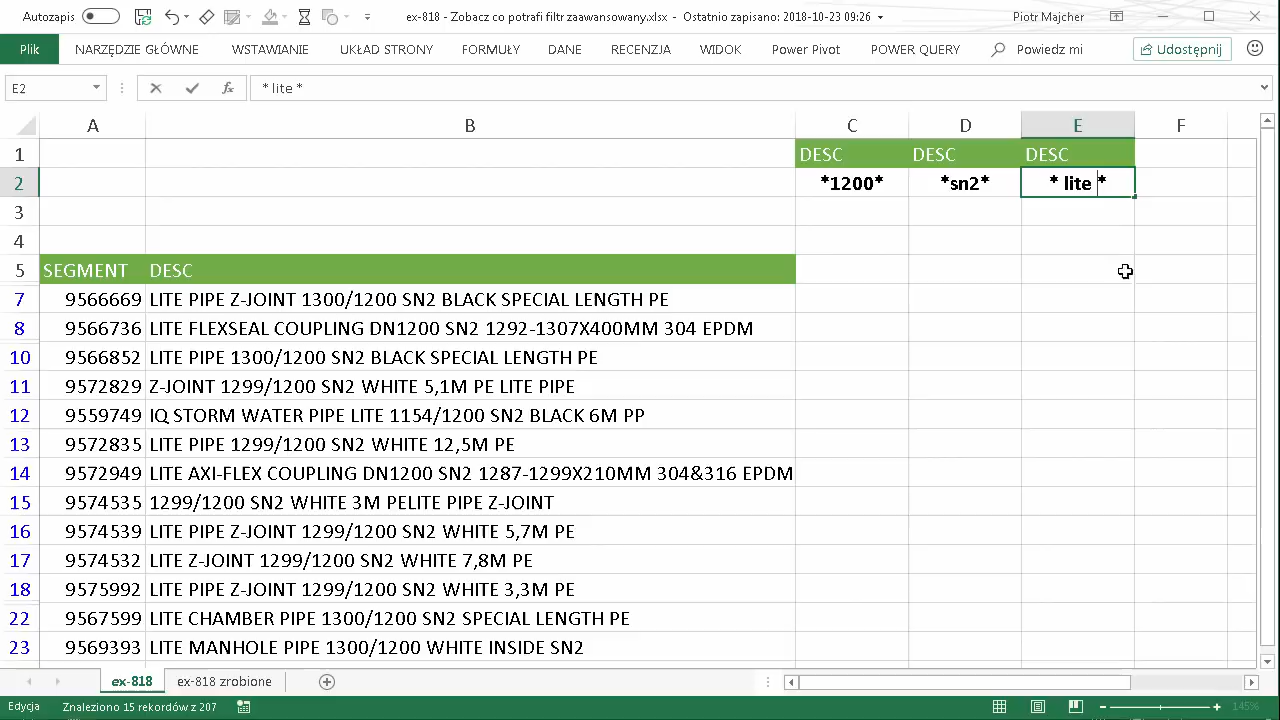 Autozapis
ex-818 - Zobacz co potrafi filtr zaawansowany.xlsx - Ostatnio zapisano: 2018-10-23 09:26
Piotr Majcher
Plik NARZĘDZIE GŁÓWNE WSTAWIANIE UKŁAD STRONY FORMUŁY DANE RECENZJA WIDOK Power Pivot POWER QUERY Powiedz mi Udostępnij
E2 fx * lite *
A B C D E F
1 DESC DESC DESC
2 *1200* *sn2* * lite *
3
4
5 SEGMENT DESC
7 9566669 LITE PIPE Z-JOINT 1300/1200 SN2 BLACK SPECIAL LENGTH PE
8 9566736 LITE FLEXSEAL COUPLING DN1200 SN2 1292-1307X400MM 304 EPDM
10 9566852 LITE PIPE 1300/1200 SN2 BLACK SPECIAL LENGTH PE
11 9572829 Z-JOINT 1299/1200 SN2 WHITE 5,1M PE LITE PIPE
12 9559749 IQ STORM WATER PIPE LITE 1154/1200 SN2 BLACK 6M PP
13 9572835 LITE PIPE 1299/1200 SN2 WHITE 12,5M PE
14 9572949 LITE AXI-FLEX COUPLING DN1200 SN2 1287-1299X210MM 304&316 EPDM
15 9574535 1299/1200 SN2 WHITE 3M PELITE PIPE Z-JOINT
16 9574539 LITE PIPE Z-JOINT 1299/1200 SN2 WHITE 5,7M PE
17 9574532 LITE Z-JOINT 1299/1200 SN2 WHITE 7,8M PE
18 9575992 LITE PIPE Z-JOINT 1299/1200 SN2 WHITE 3,3M PE
22 9567599 LITE CHAMBER PIPE 1300/1200 SN2 SPECIAL LENGTH PE
23 9569393 LITE MANHOLE PIPE 1300/1200 WHITE INSIDE SN2
ex-818 ex-818 zrobione
Edycja Znaleziono 15 rekordów z 207 145%